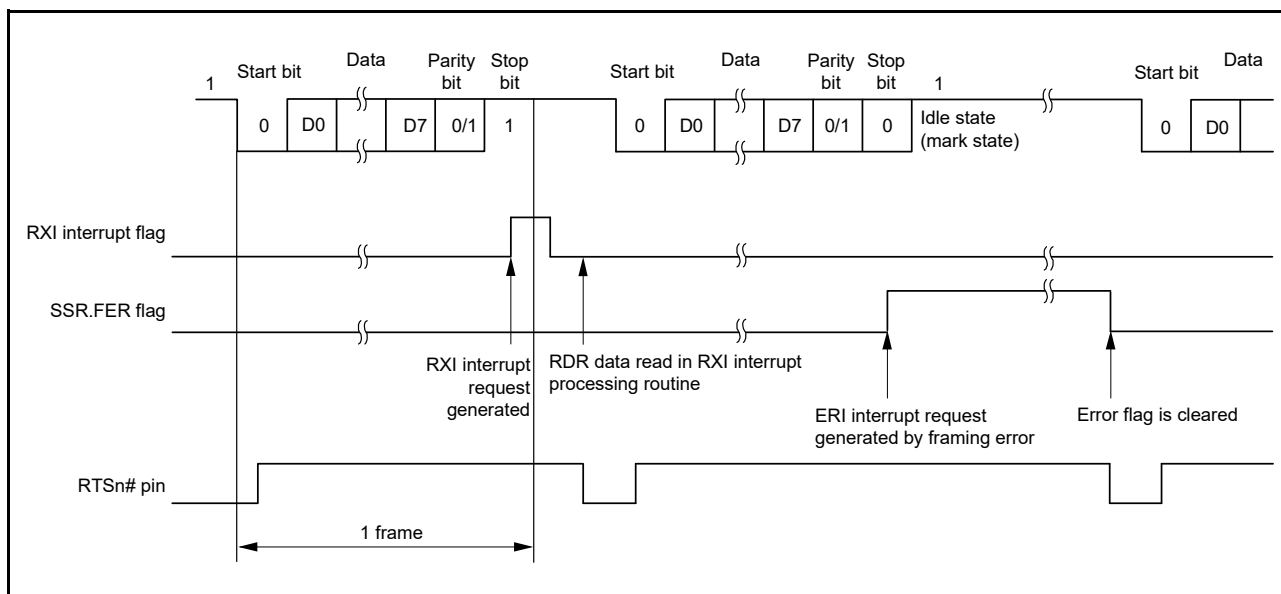 1
Start bit
Data
Parity
bit
Stop
bit
Start bit
Data
Parity
bit
Stop
bit
1
Start bit
Data
0
D0
D7
0/1
1
0
D0
D7
0/1
0
Idle state
(mark state)
0
D0
RXI interrupt flag
SSR.FER flag
RXI interrupt
request
generated
RDR data read in RXI interrupt
processing routine
ERI interrupt request
generated by framing error
Error flag is cleared
RTSn# pin
1 frame